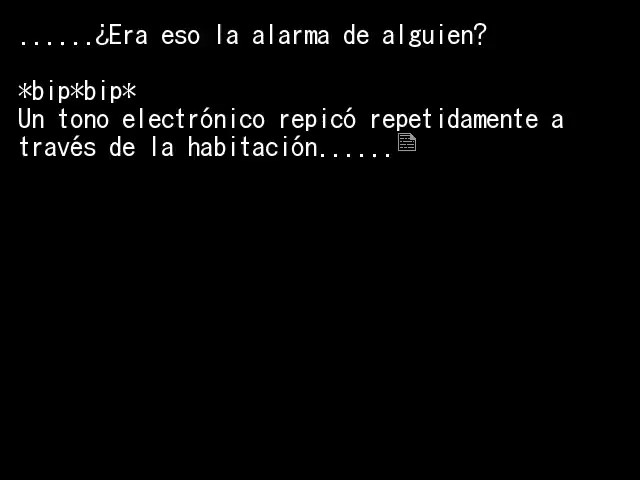 ......¿Era eso la alarma de alguien?
*bip*bip*
Un tono electrónico repicó repetidamente a
través de la habitación......